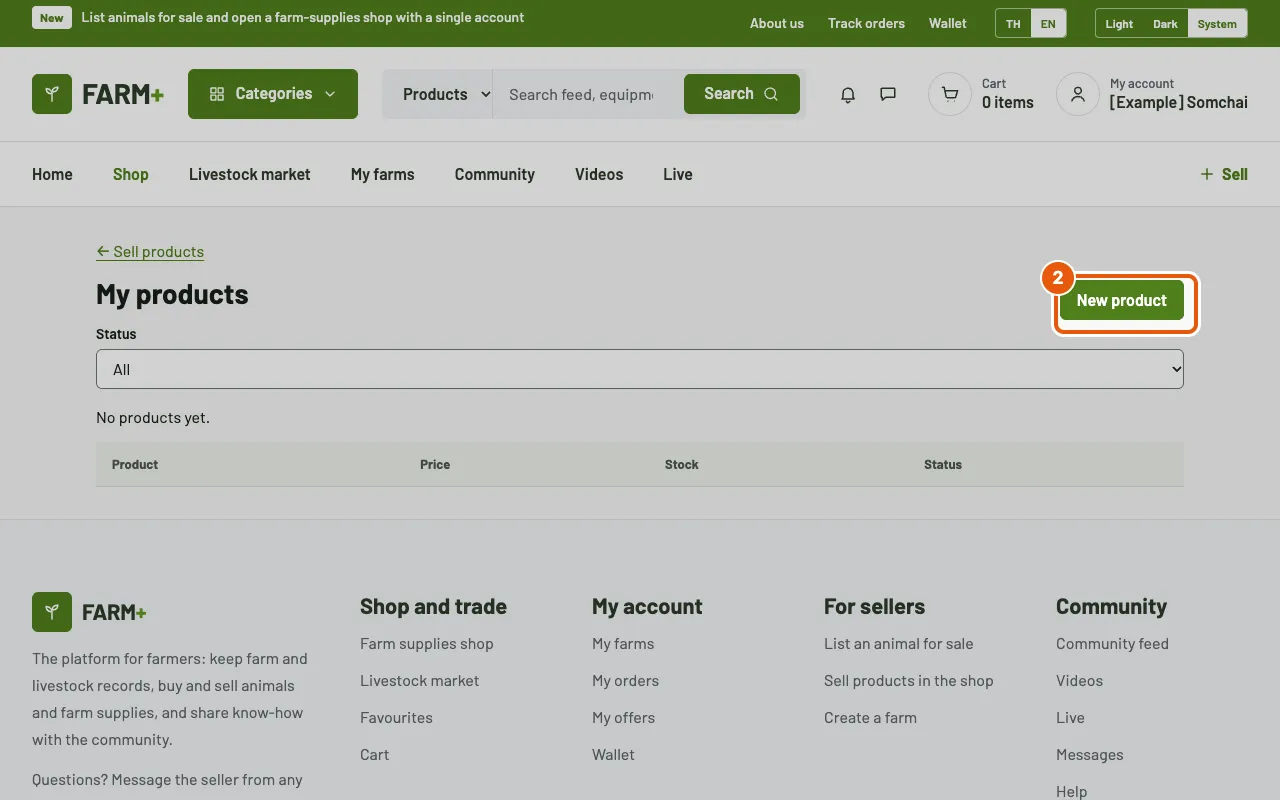 New List animals for sale and open a farm-supplies shop with a single account
About us Track orders Wallet TH EN Light Dark System
FARM+ Categories Products Search feed, equipm Search
Cart
0 items
My account
[Example] Somchai
Home Shop Livestock market My farms Community Videos Live + Sell
← Sell products
My products
2
New product
Status
All
No products yet.
Product Price Stock Status
FARM+
The platform for farmers: keep farm and
livestock records, buy and sell animals
and farm supplies, and share know-how
with the community.
Questions? Message the seller from any
Shop and trade
Farm supplies shop
Livestock market
Favourites
Cart
My account
My farms
My orders
My offers
Wallet
For sellers
List an animal for sale
Sell products in the shop
Create a farm
Community
Community feed
Videos
Live
Messages
Help